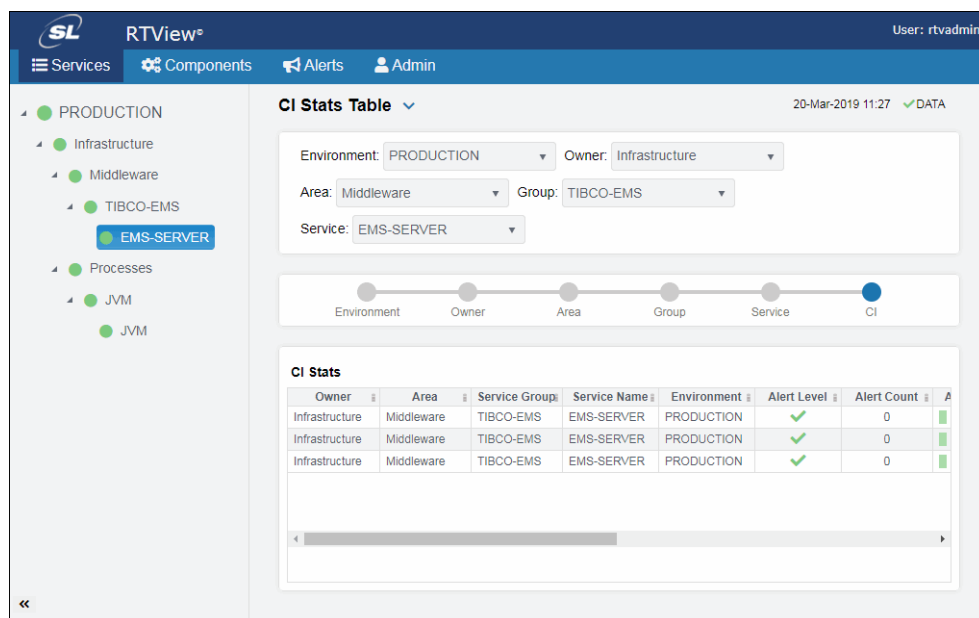 SL RTView® User: rtvadmin
Services Components Alerts Admin
PRODUCTION
Infrastructure
Middleware
TIBCO-EMS
EMS-SERVER
Processes
JVM
JVM
CI Stats Table 20-Mar-2019 11:27 DATA
Environment: PRODUCTION Owner: Infrastructure
Area: Middleware Group: TIBCO-EMS
Service: EMS-SERVER
Environment Owner Area Group Service CI
CI Stats
Owner Area Service Group Service Name Environment Alert Level Alert Count A
Infrastructure Middleware TIBCO-EMS EMS-SERVER PRODUCTION 0
Infrastructure Middleware TIBCO-EMS EMS-SERVER PRODUCTION 0
Infrastructure Middleware TIBCO-EMS EMS-SERVER PRODUCTION 0